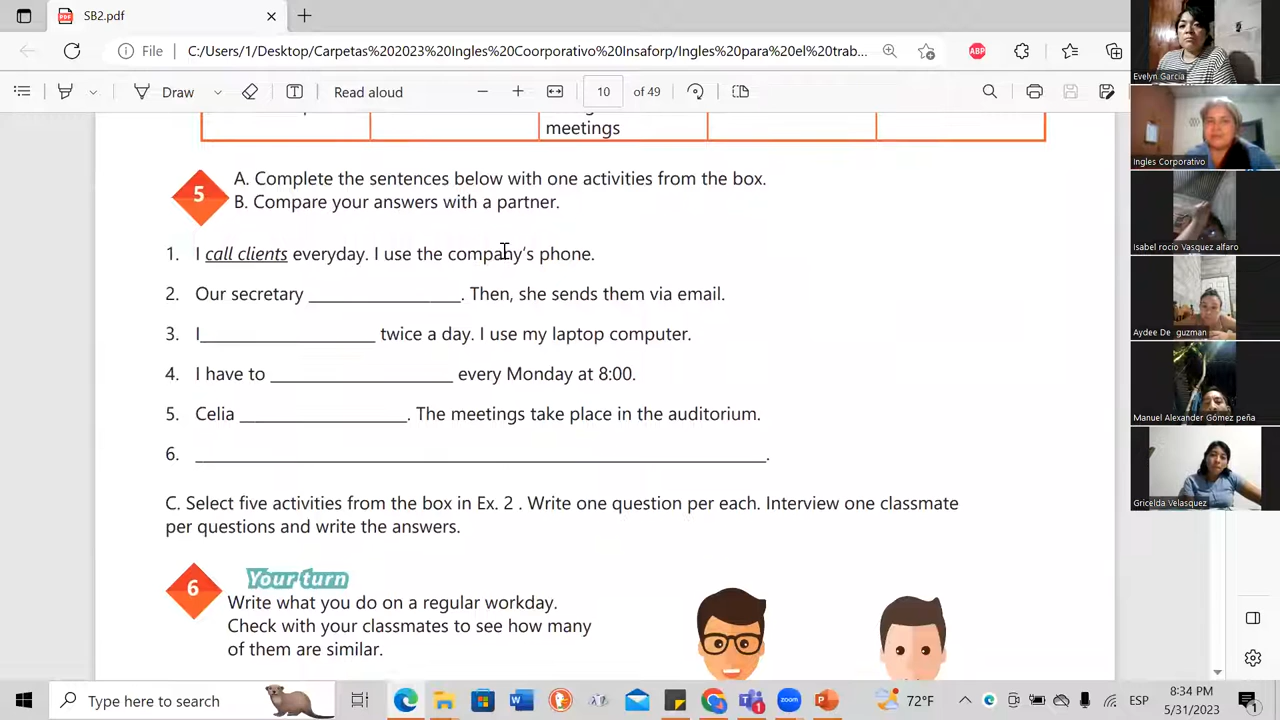 SB2.pdf
File
C:/Users/1/Desktop/Carpetas%202023%20Ingles%20Coorporativo%20Insaforp/Ingles%20para%20el%20trab...
ABP
Draw
Read aloud
10 of 49
meetings
5
A. Complete the sentences below with one activities from the box.
B. Compare your answers with a partner.
1. I call clients everyday. I use the company's phone.
2. Our secretary ________________. Then, she sends them via email.
3. I__________________ twice a day. I use my laptop computer.
4. I have to ___________________ every Monday at 8:00.
5. Celia _________________. The meetings take place in the auditorium.
6. ____________________________________________________________.
C. Select five activities from the box in Ex. 2 . Write one question per each. Interview one classmate
per questions and write the answers.
6
Your turn
Write what you do on a regular workday.
Check with your classmates to see how many
of them are similar.
Evelyn Garcia
Ingles Corporativo
Isabel rocio Vasquez alfaro
Aydee De guzman
Manuel Alexander Gómez peña
Gricelda Velasquez
Type here to search
zoom
72°F
ESP
8:34 PM
5/31/2023
1